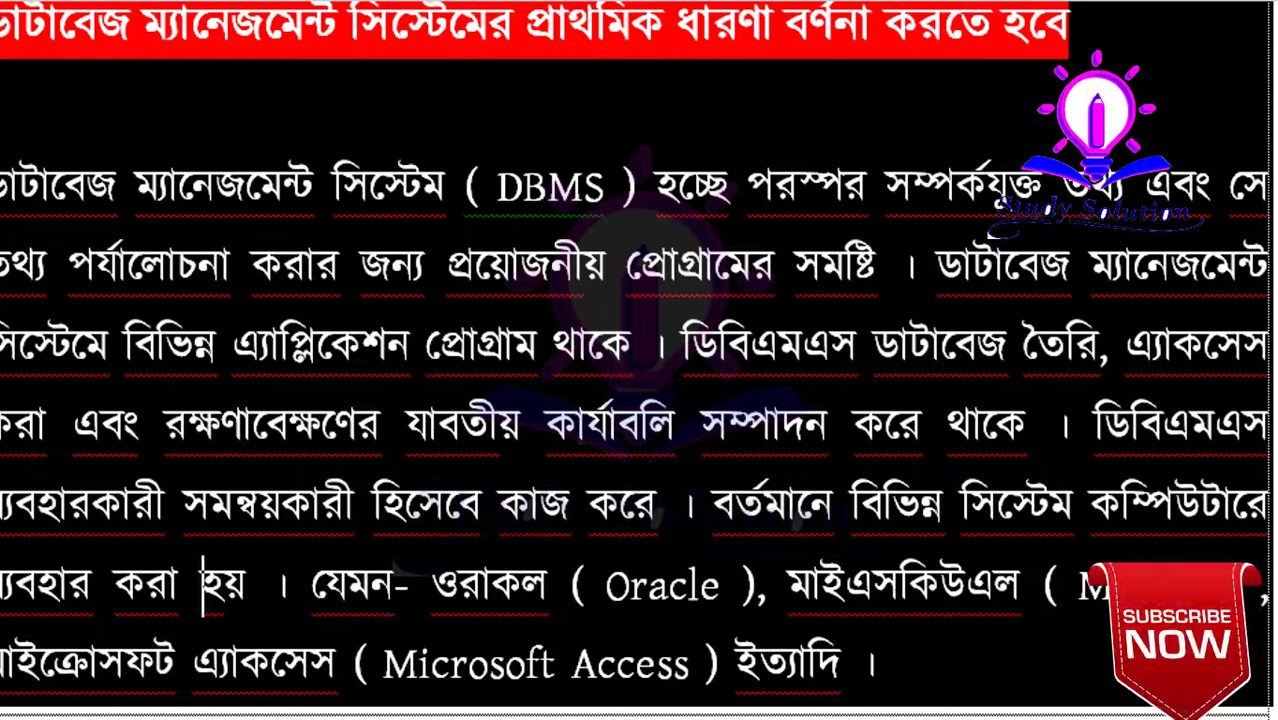 ডাটাবেজ ম্যানেজমেন্ট সিস্টেমের প্রাথমিক ধারণা বর্ণনা করতে হবে
ডাটাবেজ ম্যানেজমেন্ট সিস্টেম ( DBMS ) হচ্ছে পরস্পর সম্পর্কযুক্ত তথ্য এবং সে
Study Solution
তথ্য পর্যালোচনা করার জন্য প্রয়োজনীয় প্রোগ্রামের সমষ্টি । ডাটাবেজ ম্যানেজমেন্ট
সিস্টেমে বিভিন্ন এ্যাপ্লিকেশন প্রোগ্রাম থাকে । ডিবিএমএস ডাটাবেজ তৈরি, এ্যাকসেস
করা এবং রক্ষণাবেক্ষণের যাবতীয় কার্যাবলি সম্পাদন করে থাকে । ডিবিএমএস
ব্যবহারকারী সমন্বয়কারী হিসেবে কাজ করে । বর্তমানে বিভিন্ন সিস্টেম কম্পিউটারে
ব্যবহার করা হয় । যেমন- ওরাকল ( Oracle ), মাইএসকিউএল (
মাইক্রোসফট এ্যাকসেস ( Microsoft Access ) ইত্যাদি ।
SUBSCRIBE
NOW